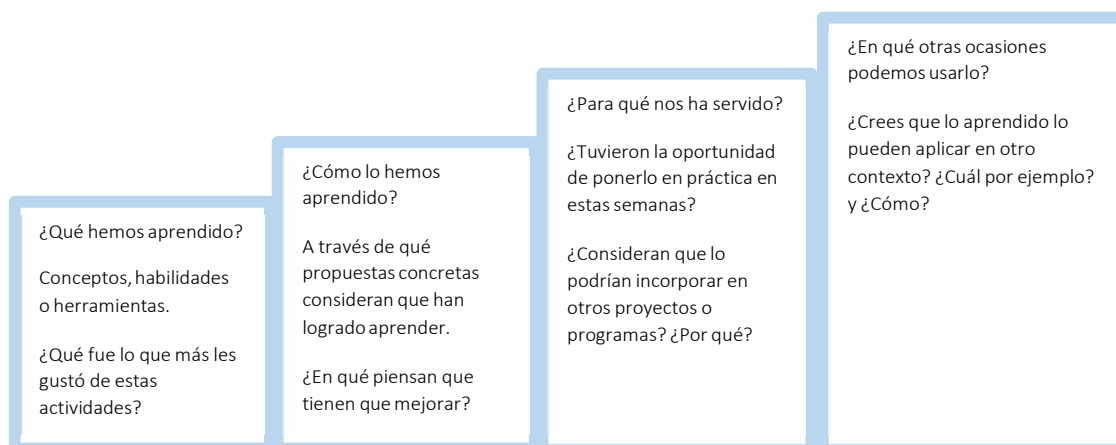 ¿Qué hemos aprendido?
Conceptos, habilidades
o herramientas.
¿Qué fue lo que más les
gustó de estas
actividades?
¿Cómo lo hemos
aprendido?
A través de qué
propuestas concretas
consideran que han
logrado aprender.
¿En qué piensan que
tienen que mejorar?
¿Para qué nos ha servido?
¿Tuvieron la oportunidad
de ponerlo en práctica en
estas semanas?
¿Consideran que lo
podrían incorporar en
otros proyectos o
programas? ¿Por qué?
¿En qué otras ocasiones
podemos usarlo?
¿Crees que lo aprendido lo
pueden aplicar en otro
contexto? ¿Cuál por ejemplo?
y ¿Cómo?